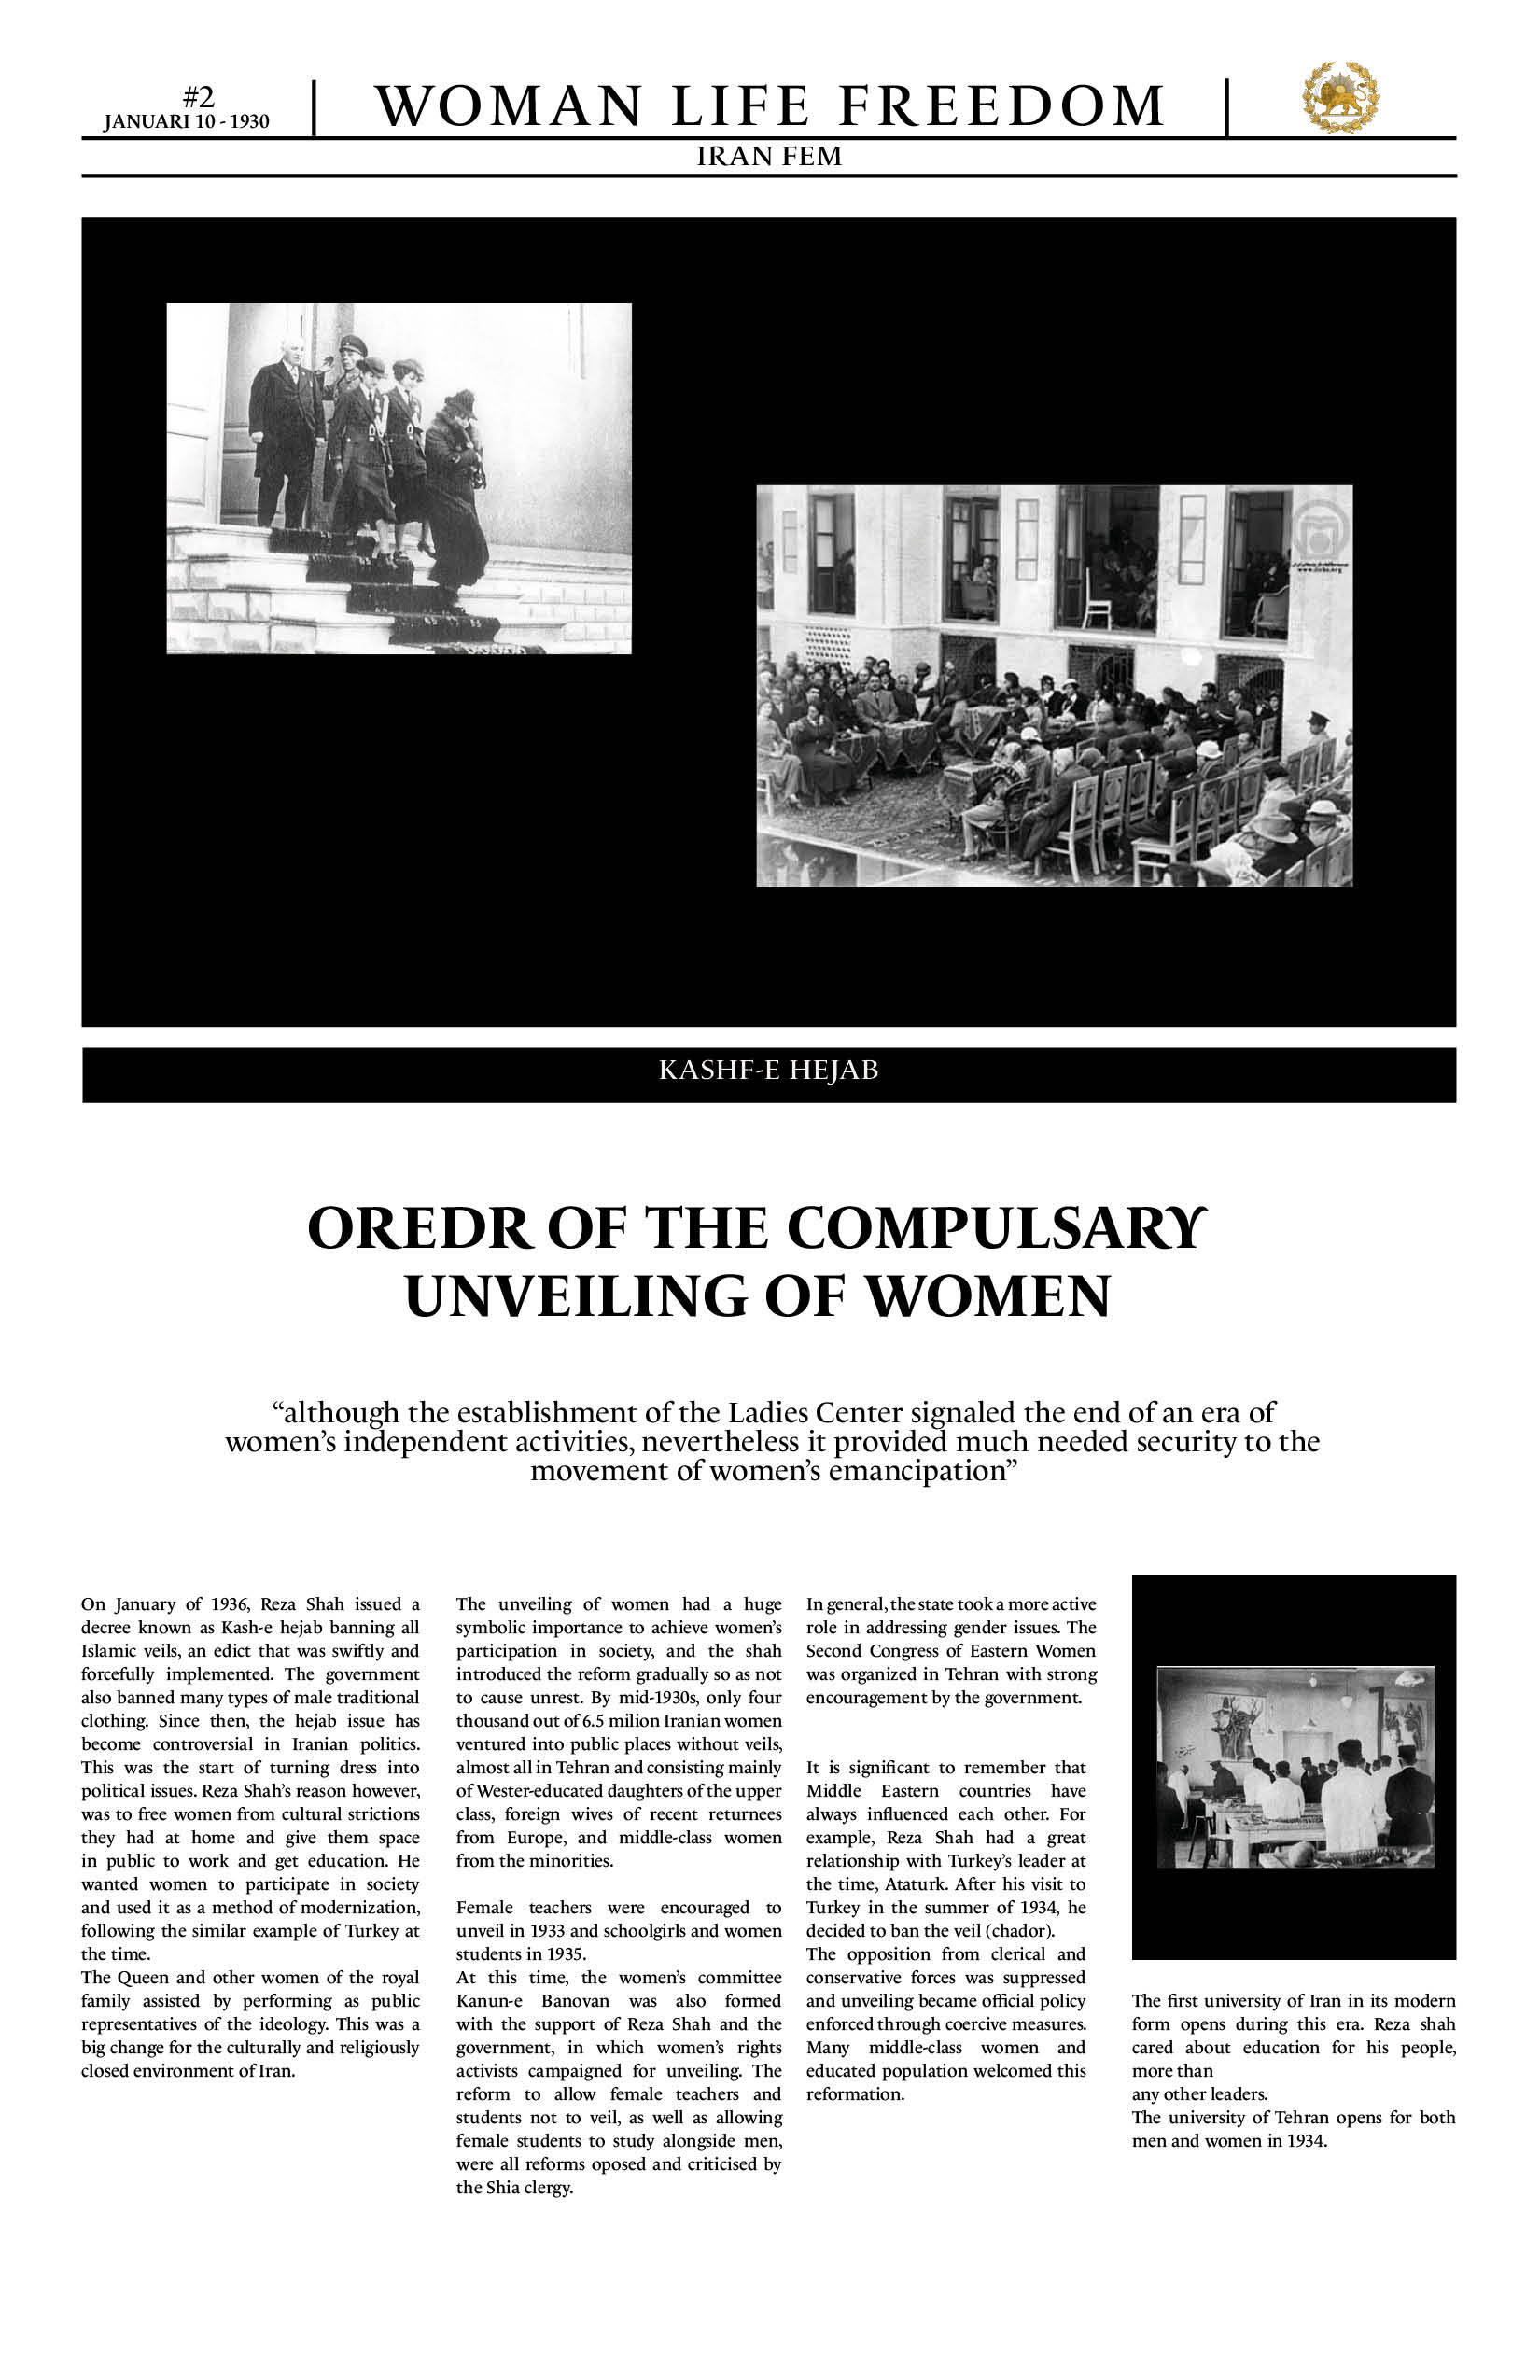 #2
JANUARI 10 - 1930
WOMAN LIFE FREEDOM
IRAN FEM
www.iichs.org
KASHF-E HEJAB
OREDR OF THE COMPULSARY
UNVEILING OF WOMEN
“although the establishment of the Ladies Center signaled the end of an era of
women’s independent activities, nevertheless it provided much needed security to the
movement of women’s emancipation”
On January of 1936, Reza Shah issued a
decree known as Kash-e hejab banning all
Islamic veils, an edict that was swiftly and
forcefully implemented. The government
also banned many types of male traditional
clothing. Since then, the hejab issue has
become controversial in Iranian politics.
This was the start of turning dress into
political issues. Reza Shah’s reason however,
was to free women from cultural strictions
they had at home and give them space
in public to work and get education. He
wanted women to participate in society
and used it as a method of modernization,
following the similar example of Turkey at
the time.
The Queen and other women of the royal
family assisted by performing as public
representatives of the ideology. This was a
big change for the culturally and religiously
closed environment of Iran.
The unveiling of women had a huge
symbolic importance to achieve women’s
participation in society, and the shah
introduced the reform gradually so as not
to cause unrest. By mid-1930s, only four
thousand out of 6.5 milion Iranian women
ventured into public places without veils,
almost all in Tehran and consisting mainly
of Wester-educated daughters of the upper
class, foreign wives of recent returnees
from Europe, and middle-class women
from the minorities.
Female teachers were encouraged to
unveil in 1933 and schoolgirls and women
students in 1935.
At this time, the women’s committee
Kanun-e Banovan was also formed
with the support of Reza Shah and the
government, in which women’s rights
activists campaigned for unveiling. The
reform to allow female teachers and
students not to veil, as well as allowing
female students to study alongside men,
were all reforms oposed and criticised by
the Shia clergy.
In general, the state took a more active
role in addressing gender issues. The
Second Congress of Eastern Women
was organized in Tehran with strong
encouragement by the government.
It is significant to remember that
Middle Eastern countries have
always influenced each other. For
example, Reza Shah had a great
relationship with Turkey’s leader at
the time, Ataturk. After his visit to
Turkey in the summer of 1934, he
decided to ban the veil (chador).
The opposition from clerical and
conservative forces was suppressed
and unveiling became official policy
enforced through coercive measures.
Many middle-class women and
educated population welcomed this
reformation.
The first university of Iran in its modern
form opens during this era. Reza shah
cared about education for his people,
more than
any other leaders.
The university of Tehran opens for both
men and women in 1934.